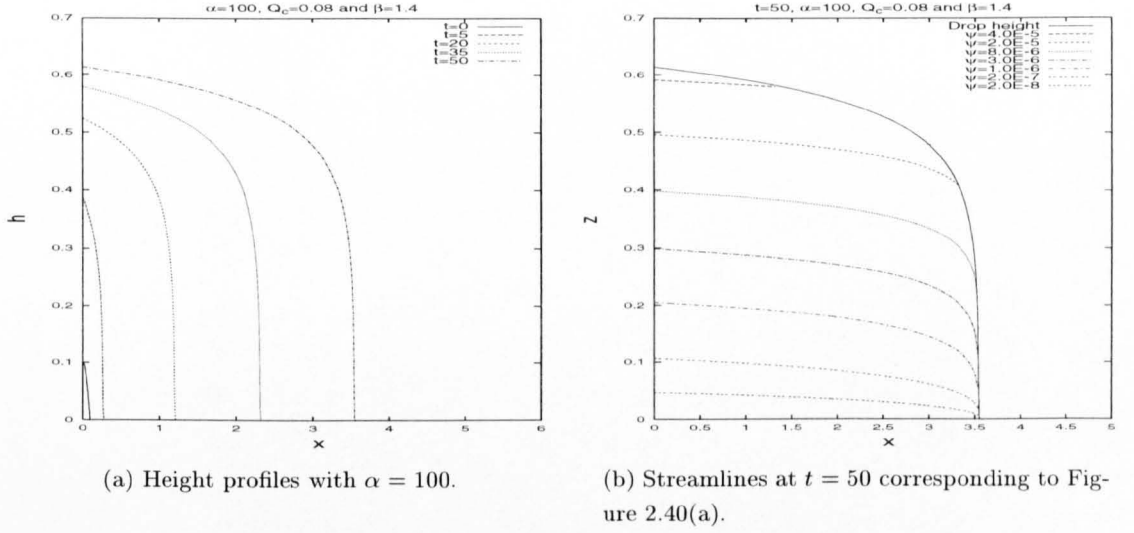 α=100, Qc=0.08 and β=1.4
t=0
t=5
t=20
t=35
t=50
0.7
0.6
0.5
0.4
0.3
0.2
0.1
0
h
0 1 2 3 4 5 6
x
(a) Height profiles with α = 100.
t=50, α=100, Qc=0.08 and β=1.4
Drop height
ψ=4.0E-5
ψ=2.0E-5
ψ=8.0E-6
ψ=3.0E-6
ψ=1.0E-6
ψ=2.0E-7
ψ=2.0E-8
0.7
0.6
0.5
0.4
0.3
0.2
0.1
0
z
0 0.5 1 1.5 2 2.5 3 3.5 4 4.5 5
x
(b) Streamlines at t = 50 corresponding to Fig-
ure 2.40(a).